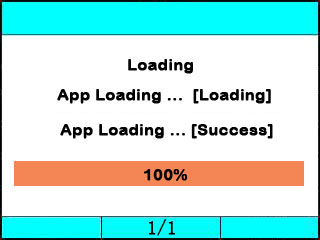 Loading
App Loading ... [Loading]
App Loading ... [Success]
100%
1/1